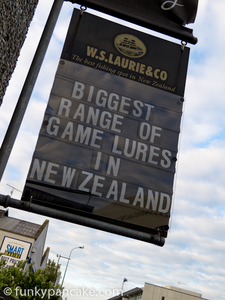 W.S.LAURIE&CO
The best fishing spot in New Zealand
BIGGEST
RANGE OF
GAME LURES
IN
NEW ZEALAND
SMART
©funkypancake.com